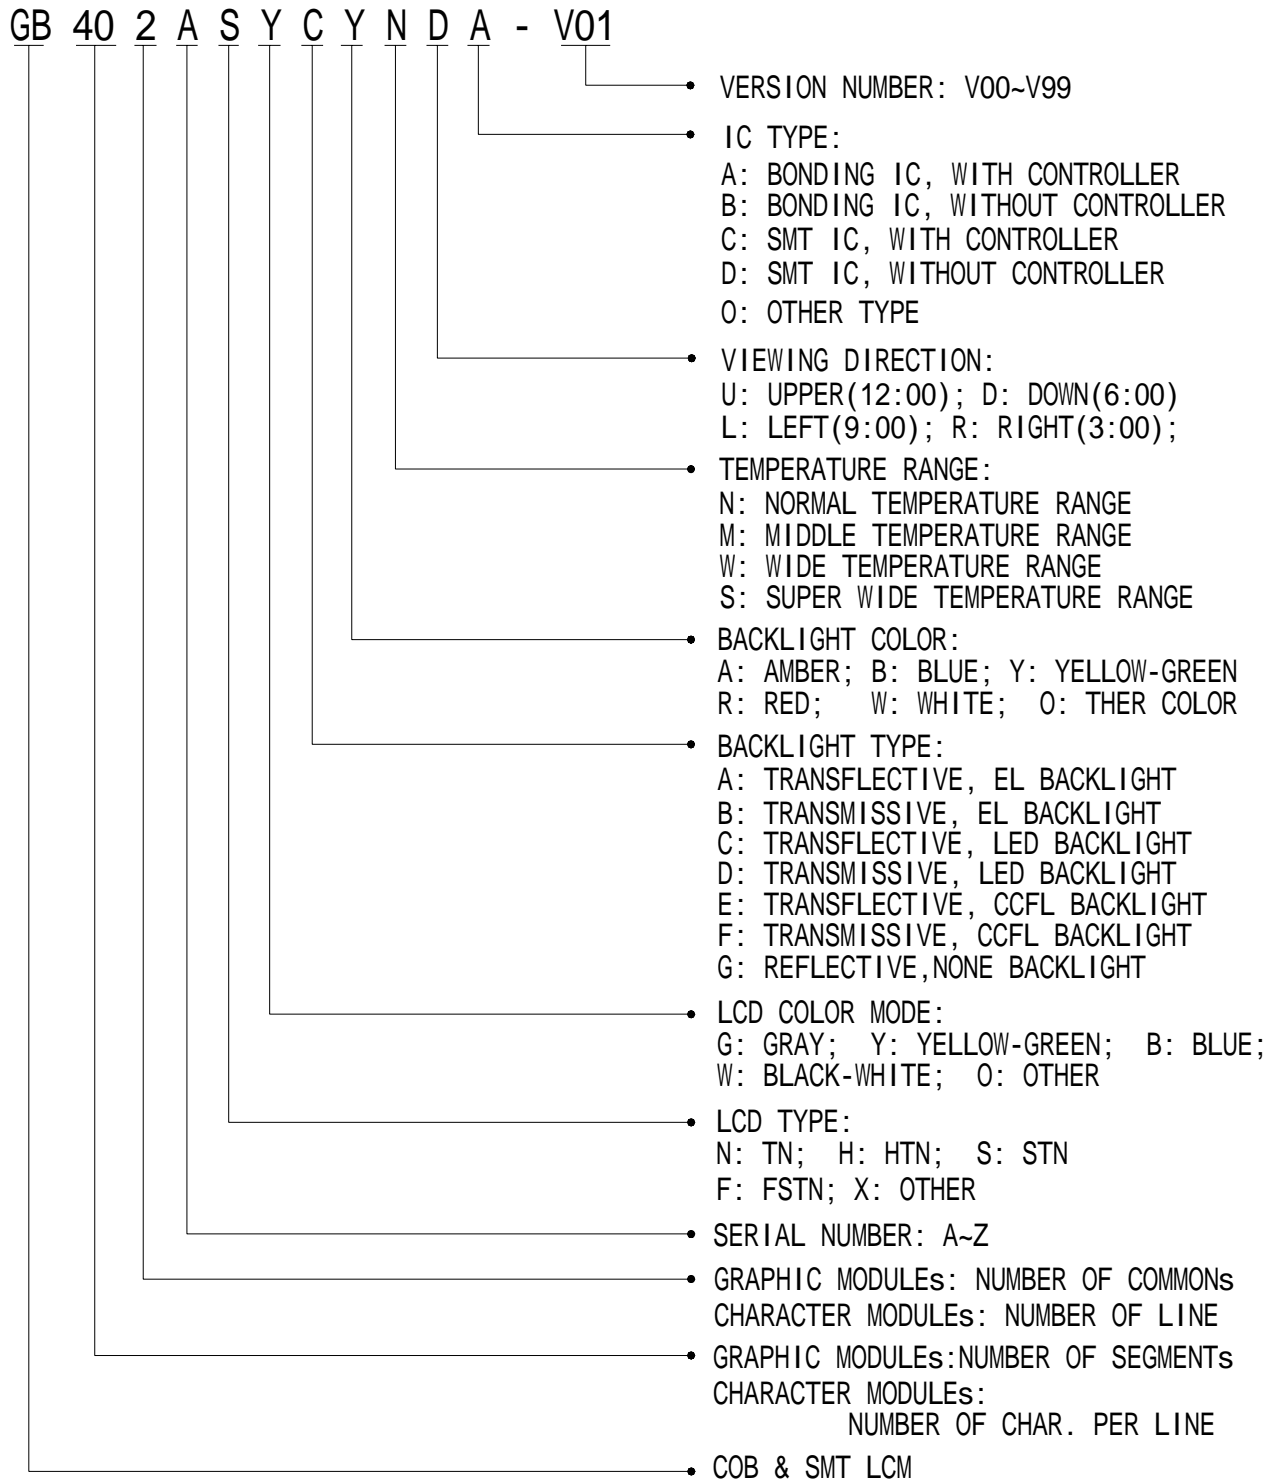 GB 40 2 A S Y C Y N D A - V01
VERSION NUMBER: V00~V99
IC TYPE:
A: BONDING IC, WITH CONTROLLER
B: BONDING IC, WITHOUT CONTROLLER
C: SMT IC, WITH CONTROLLER
D: SMT IC, WITHOUT CONTROLLER
O: OTHER TYPE
VIEWING DIRECTION:
U: UPPER(12:00); D: DOWN(6:00)
L: LEFT(9:00); R: RIGHT(3:00);
TEMPERATURE RANGE:
N: NORMAL TEMPERATURE RANGE
M: MIDDLE TEMPERATURE RANGE
W: WIDE TEMPERATURE RANGE
S: SUPER WIDE TEMPERATURE RANGE
BACKLIGHT COLOR:
A: AMBER; B: BLUE; Y: YELLOW-GREEN
R: RED; W: WHITE; O: THER COLOR
BACKLIGHT TYPE:
A: TRANSFLECTIVE, EL BACKLIGHT
B: TRANSMISSIVE, EL BACKLIGHT
C: TRANSFLECTIVE, LED BACKLIGHT
D: TRANSMISSIVE, LED BACKLIGHT
E: TRANSFLECTIVE, CCFL BACKLIGHT
F: TRANSMISSIVE, CCFL BACKLIGHT
G: REFLECTIVE,NONE BACKLIGHT
LCD COLOR MODE:
G: GRAY; Y: YELLOW-GREEN; B: BLUE;
W: BLACK-WHITE; O: OTHER
LCD TYPE:
N: TN; H: HTN; S: STN
F: FSTN; X: OTHER
SERIAL NUMBER: A~Z
GRAPHIC MODULEs: NUMBER OF COMMONs
CHARACTER MODULEs: NUMBER OF LINE
GRAPHIC MODULEs:NUMBER OF SEGMENTs
CHARACTER MODULEs:
NUMBER OF CHAR. PER LINE
COB & SMT LCM